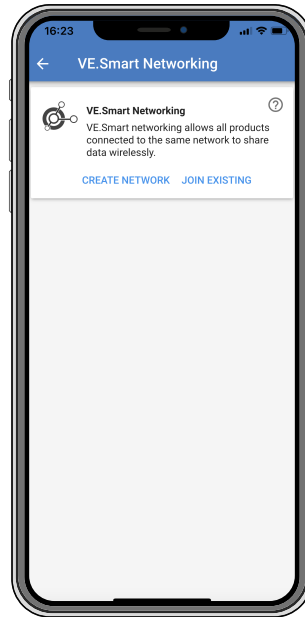 16:23
VE.Smart Networking
VE.Smart Networking
VE.Smart networking allows all products
connected to the same network to share
data wirelessly.
CREATE NETWORK JOIN EXISTING